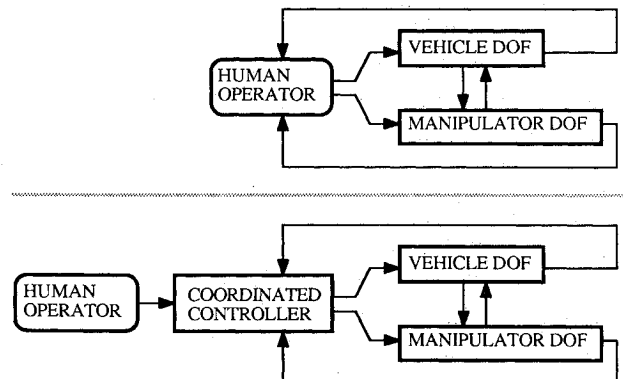 VEHICLE DOF
HUMAN
OPERATOR
MANIPULATOR DOF
VEHICLE DOF
HUMAN
OPERATOR
COORDINATED
CONTROLLER
MANIPULATOR DOF